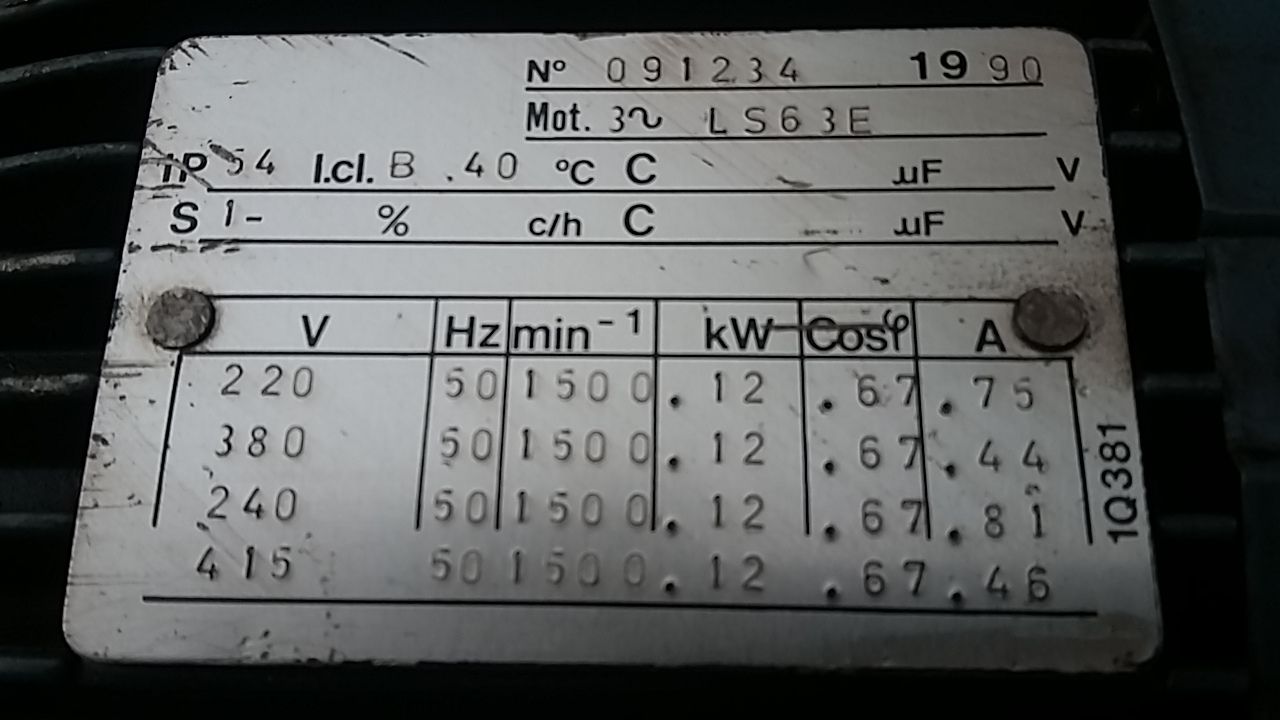 N° 091234 1990
Mot. 3~ LS63E
IP 54 I.cl. B .40 °C C µF V
S 1- % c/h C µF V
V Hz min⁻¹ kW Cosφ A
220 50 1500 .12 .67 .75
380 50 1500 .12 .67 .44
240 50 1500 .12 .67 .81
415 50 1500 .12 .67 .46
1Q381